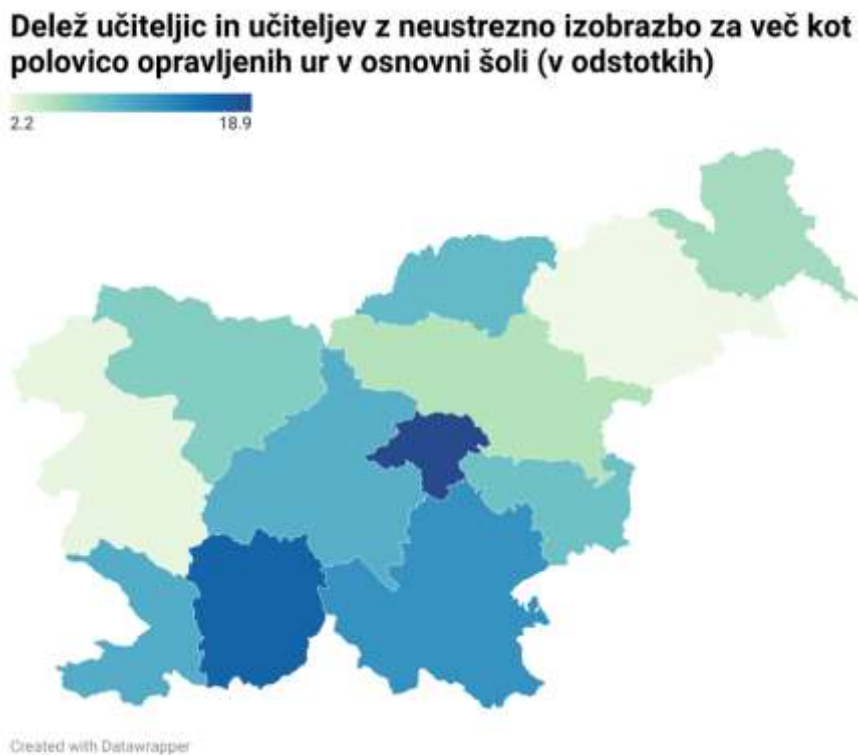 Delež učiteljic in učiteljev z neustrezno izobrazbo za več kot
polovico opravljenih ur v osnovni šoli (v odstotkih)
2.2 18.9
Created with Datawrapper